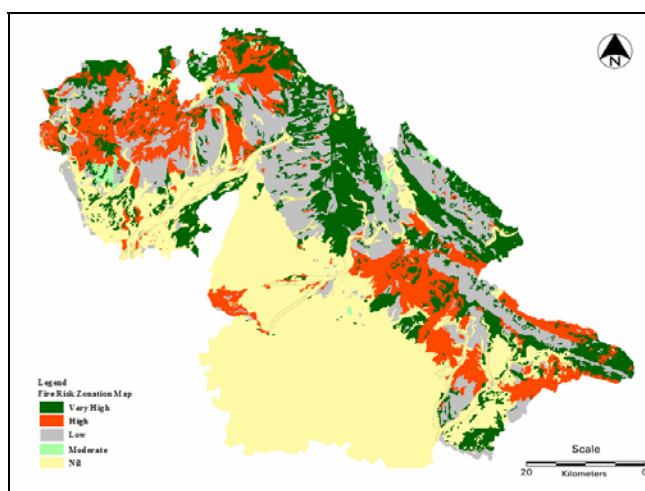 N
Legend
Fire Risk Zonation Map
Very High
High
Low
Moderate
Nil
Scale
20 0
Kilometers